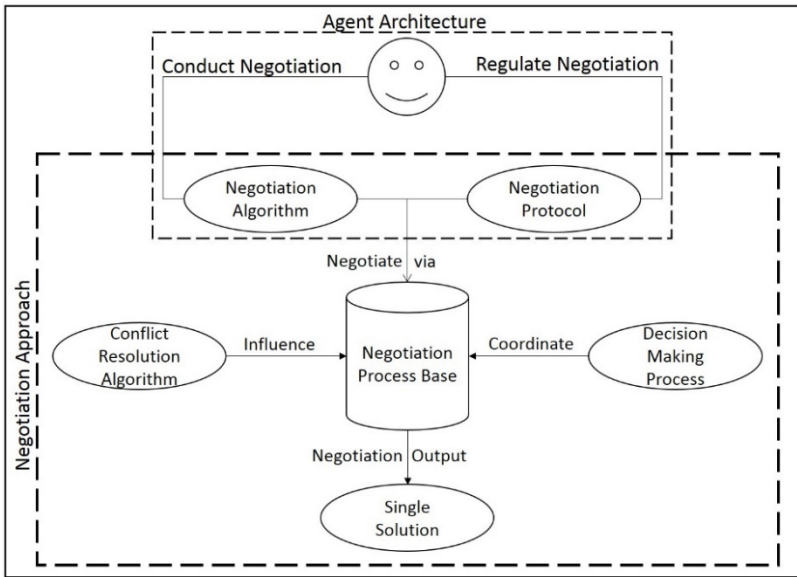 Agent Architecture
Conduct Negotiation
Regulate Negotiation
Negotiation
Algorithm
Negotiation
Protocol
Negotiate via
Negotiation Approach
Conflict
Resolution
Algorithm
Influence
Negotiation
Process Base
Coordinate
Decision
Making
Process
Negotiation Output
Single
Solution